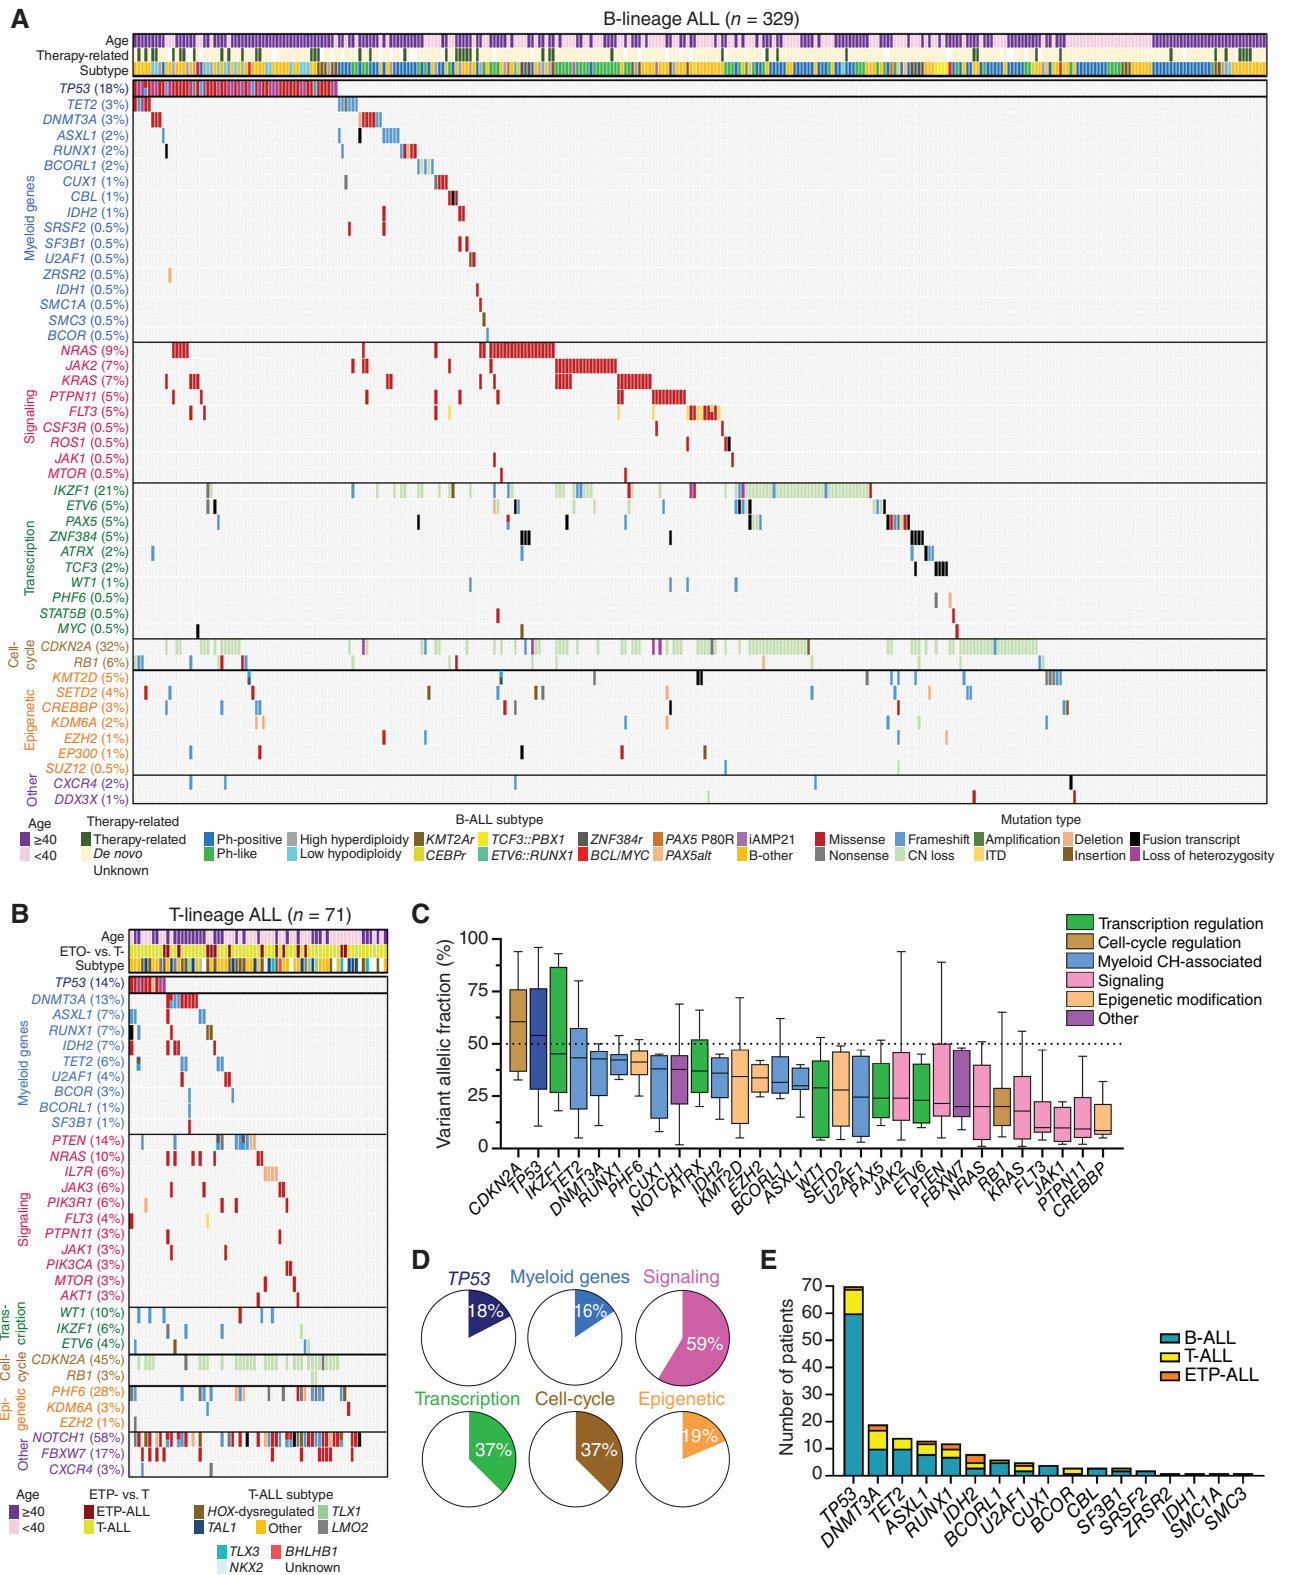 A
B-lineage ALL (n = 329)
Age
Therapy-related
Subtype
TP53 (18%)
Myeloid genes
TET2 (3%)
DNMT3A (3%)
ASXL1 (2%)
RUNX1 (2%)
BCORL1 (2%)
CUX1 (1%)
CBL (1%)
IDH2 (1%)
SRSF2 (0.5%)
SF3B1 (0.5%)
U2AF1 (0.5%)
ZRSR2 (0.5%)
IDH1 (0.5%)
SMC1A (0.5%)
SMC3 (0.5%)
BCOR (0.5%)
Signaling
NRAS (9%)
JAK2 (7%)
KRAS (7%)
PTPN11 (5%)
FLT3 (5%)
CSF3R (0.5%)
ROS1 (0.5%)
JAK1 (0.5%)
MTOR (0.5%)
Transcription
IKZF1 (21%)
ETV6 (5%)
PAX5 (5%)
ZNF384 (5%)
ATRX (2%)
TCF3 (2%)
WT1 (1%)
PHF6 (0.5%)
STAT5B (0.5%)
MYC (0.5%)
Cell-
cycle
CDKN2A (32%)
RB1 (6%)
Epigenetic
KMT2D (5%)
SETD2 (4%)
CREBBP (3%)
KDM6A (2%)
EZH2 (1%)
EP300 (1%)
SUZ12 (0.5%)
Other
CXCR4 (2%)
DDX3X (1%)
Age
≥40
<40
Therapy-related
Therapy-related
De novo
Unknown
B-ALL subtype
Ph-positive High hyperdiploidy KMT2Ar TCF3::PBX1 ZNF384r PAX5 P80R iAMP21
Ph-like Low hypodiploidy CEBPr ETV6::RUNX1 BCL/MYC PAX5alt B-other
Mutation type
Missense Frameshift Amplification Deletion Fusion transcript
Nonsense CN loss ITD Insertion Loss of heterozygosity
B
T-lineage ALL (n = 71)
Age
ETO- vs. T-
Subtype
TP53 (14%)
Myeloid genes
DNMT3A (13%)
ASXL1 (7%)
RUNX1 (7%)
IDH2 (7%)
TET2 (6%)
U2AF1 (4%)
BCOR (3%)
BCORL1 (1%)
SF3B1 (1%)
Signaling
PTEN (14%)
NRAS (10%)
IL7R (6%)
JAK3 (6%)
PIK3R1 (6%)
FLT3 (4%)
PTPN11 (3%)
JAK1 (3%)
PIK3CA (3%)
MTOR (3%)
AKT1 (3%)
Trans-
cription
WT1 (10%)
IKZF1 (6%)
ETV6 (4%)
Cell-
cycle
CDKN2A (45%)
RB1 (3%)
Epi-
genetic
PHF6 (28%)
KDM6A (3%)
EZH2 (1%)
Other
NOTCH1 (58%)
FBXW7 (17%)
CXCR4 (3%)
Age
≥40
<40
ETP- vs. T
ETP-ALL
T-ALL
T-ALL subtype
HOX-dysregulated TLX1
TAL1 Other LMO2
TLX3 BHLHB1
NKX2 Unknown
C
Variant allelic fraction (%)
100
75
50
25
0
Transcription regulation
Cell-cycle regulation
Myeloid CH-associated
Signaling
Epigenetic modification
Other
CDKN2A
TP53
IKZF1
TET2
DNMT3A
RUNX1
PHF6
CUX1
NOTCH1
ATRX
IDH2
KMT2D
EZH2
BCORL1
ASXL1
WT1
SETD2
U2AF1
PAX5
JAK2
ETV6
PTEN
FBXW7
NRAS
RB1
KRAS
FLT3
JAK1
PTPN11
CREBBP
D
TP53 Myeloid genes Signaling
18% 16% 59%
Transcription Cell-cycle Epigenetic
37% 37% 19%
E
Number of patients
70
60
50
40
30
20
10
0
B-ALL
T-ALL
ETP-ALL
TP53
DNMT3A
TET2
ASXL1
RUNX1
IDH2
BCORL1
U2AF1
CUX1
BCOR
CBL
SF3B1
SRSF2
ZRSR2
IDH1
SMC1A
SMC3